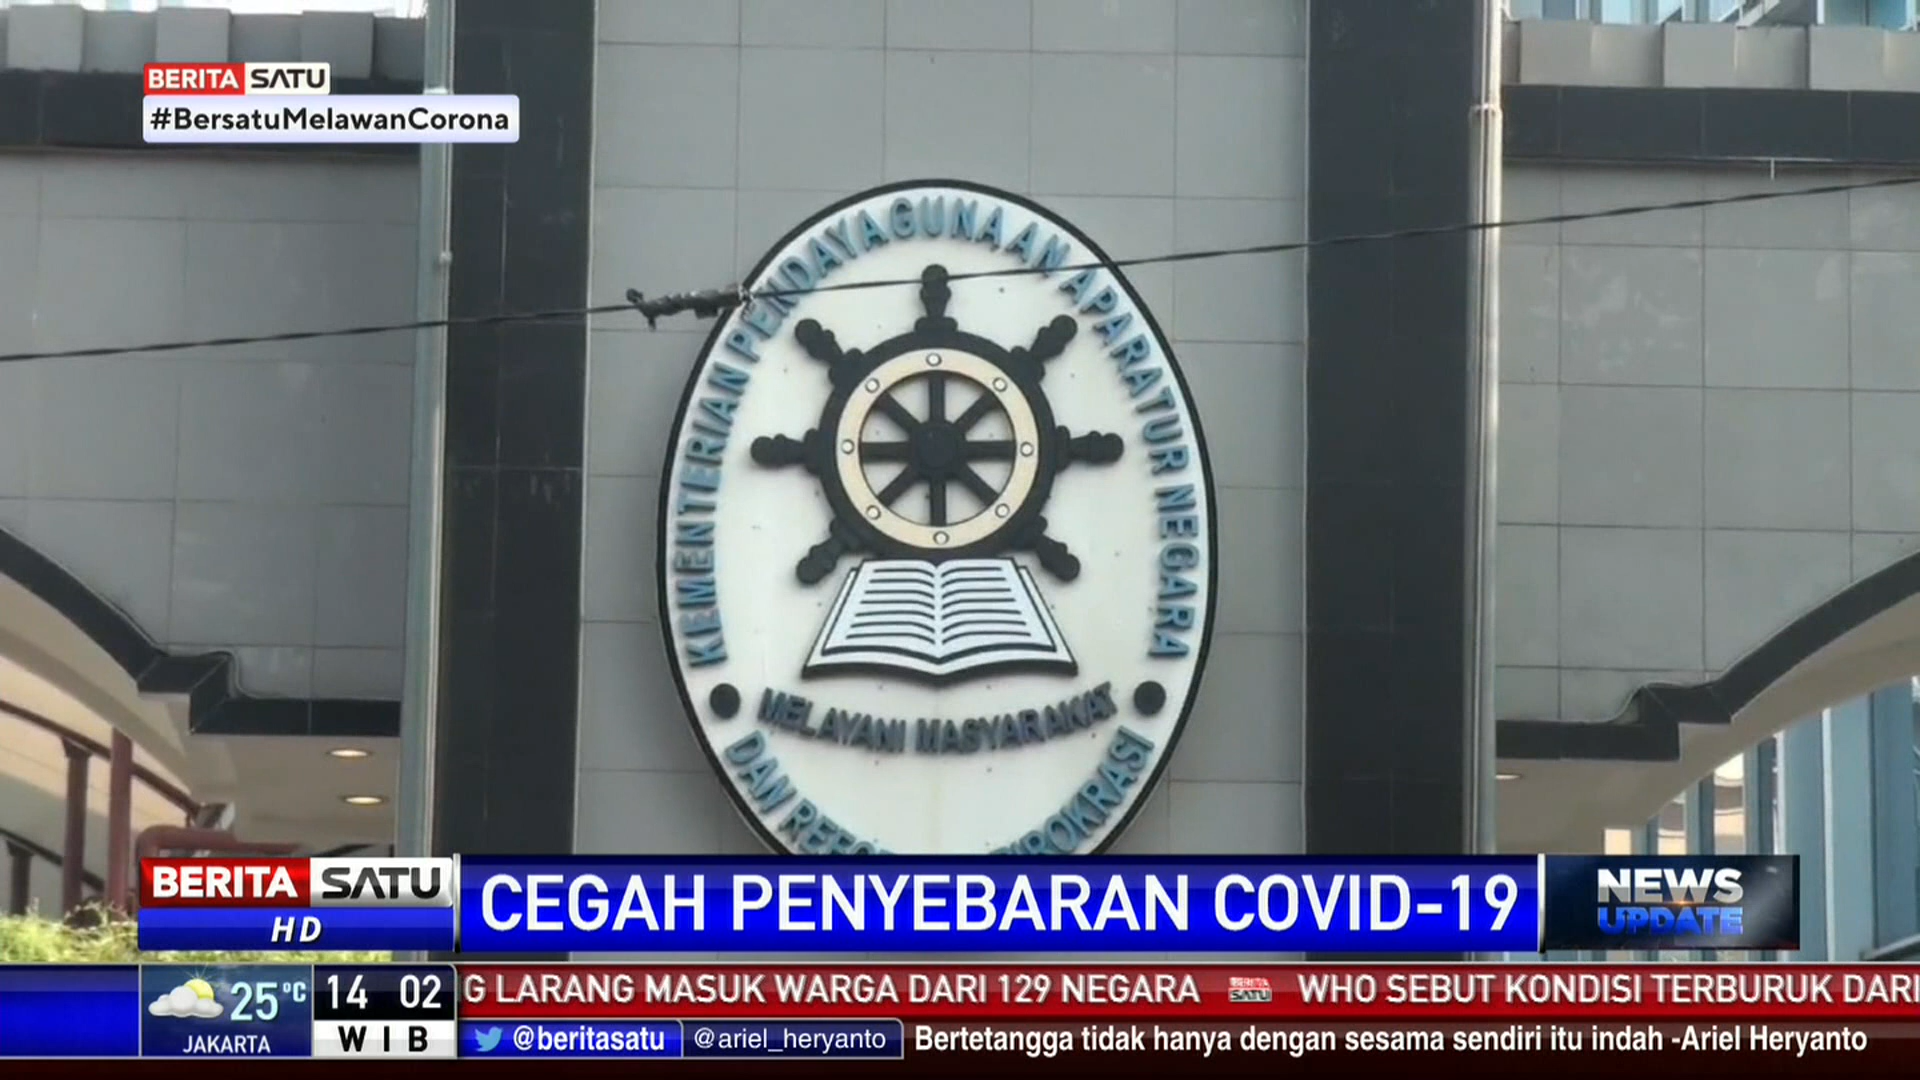 BERITA SATU
#BersatuMelawanCorona
KEMENTERIAN PENDAYAGUNAAN APARATUR NEGARA
MELAYANI MASYARAKAT
DAN
BERITA SATU
HD
CEGAH PENYEBARAN COVID-19
NEWS
UPDATE
25°C
JAKARTA
14 02
WIB
G LARANG MASUK WARGA DARI 129 NEGARA BERITA SATU WHO SEBUT KONDISI TERBURUK DARI
@beritasatu @ariel_heryanto Bertetangga tidak hanya dengan sesama sendiri itu indah -Ariel Heryanto